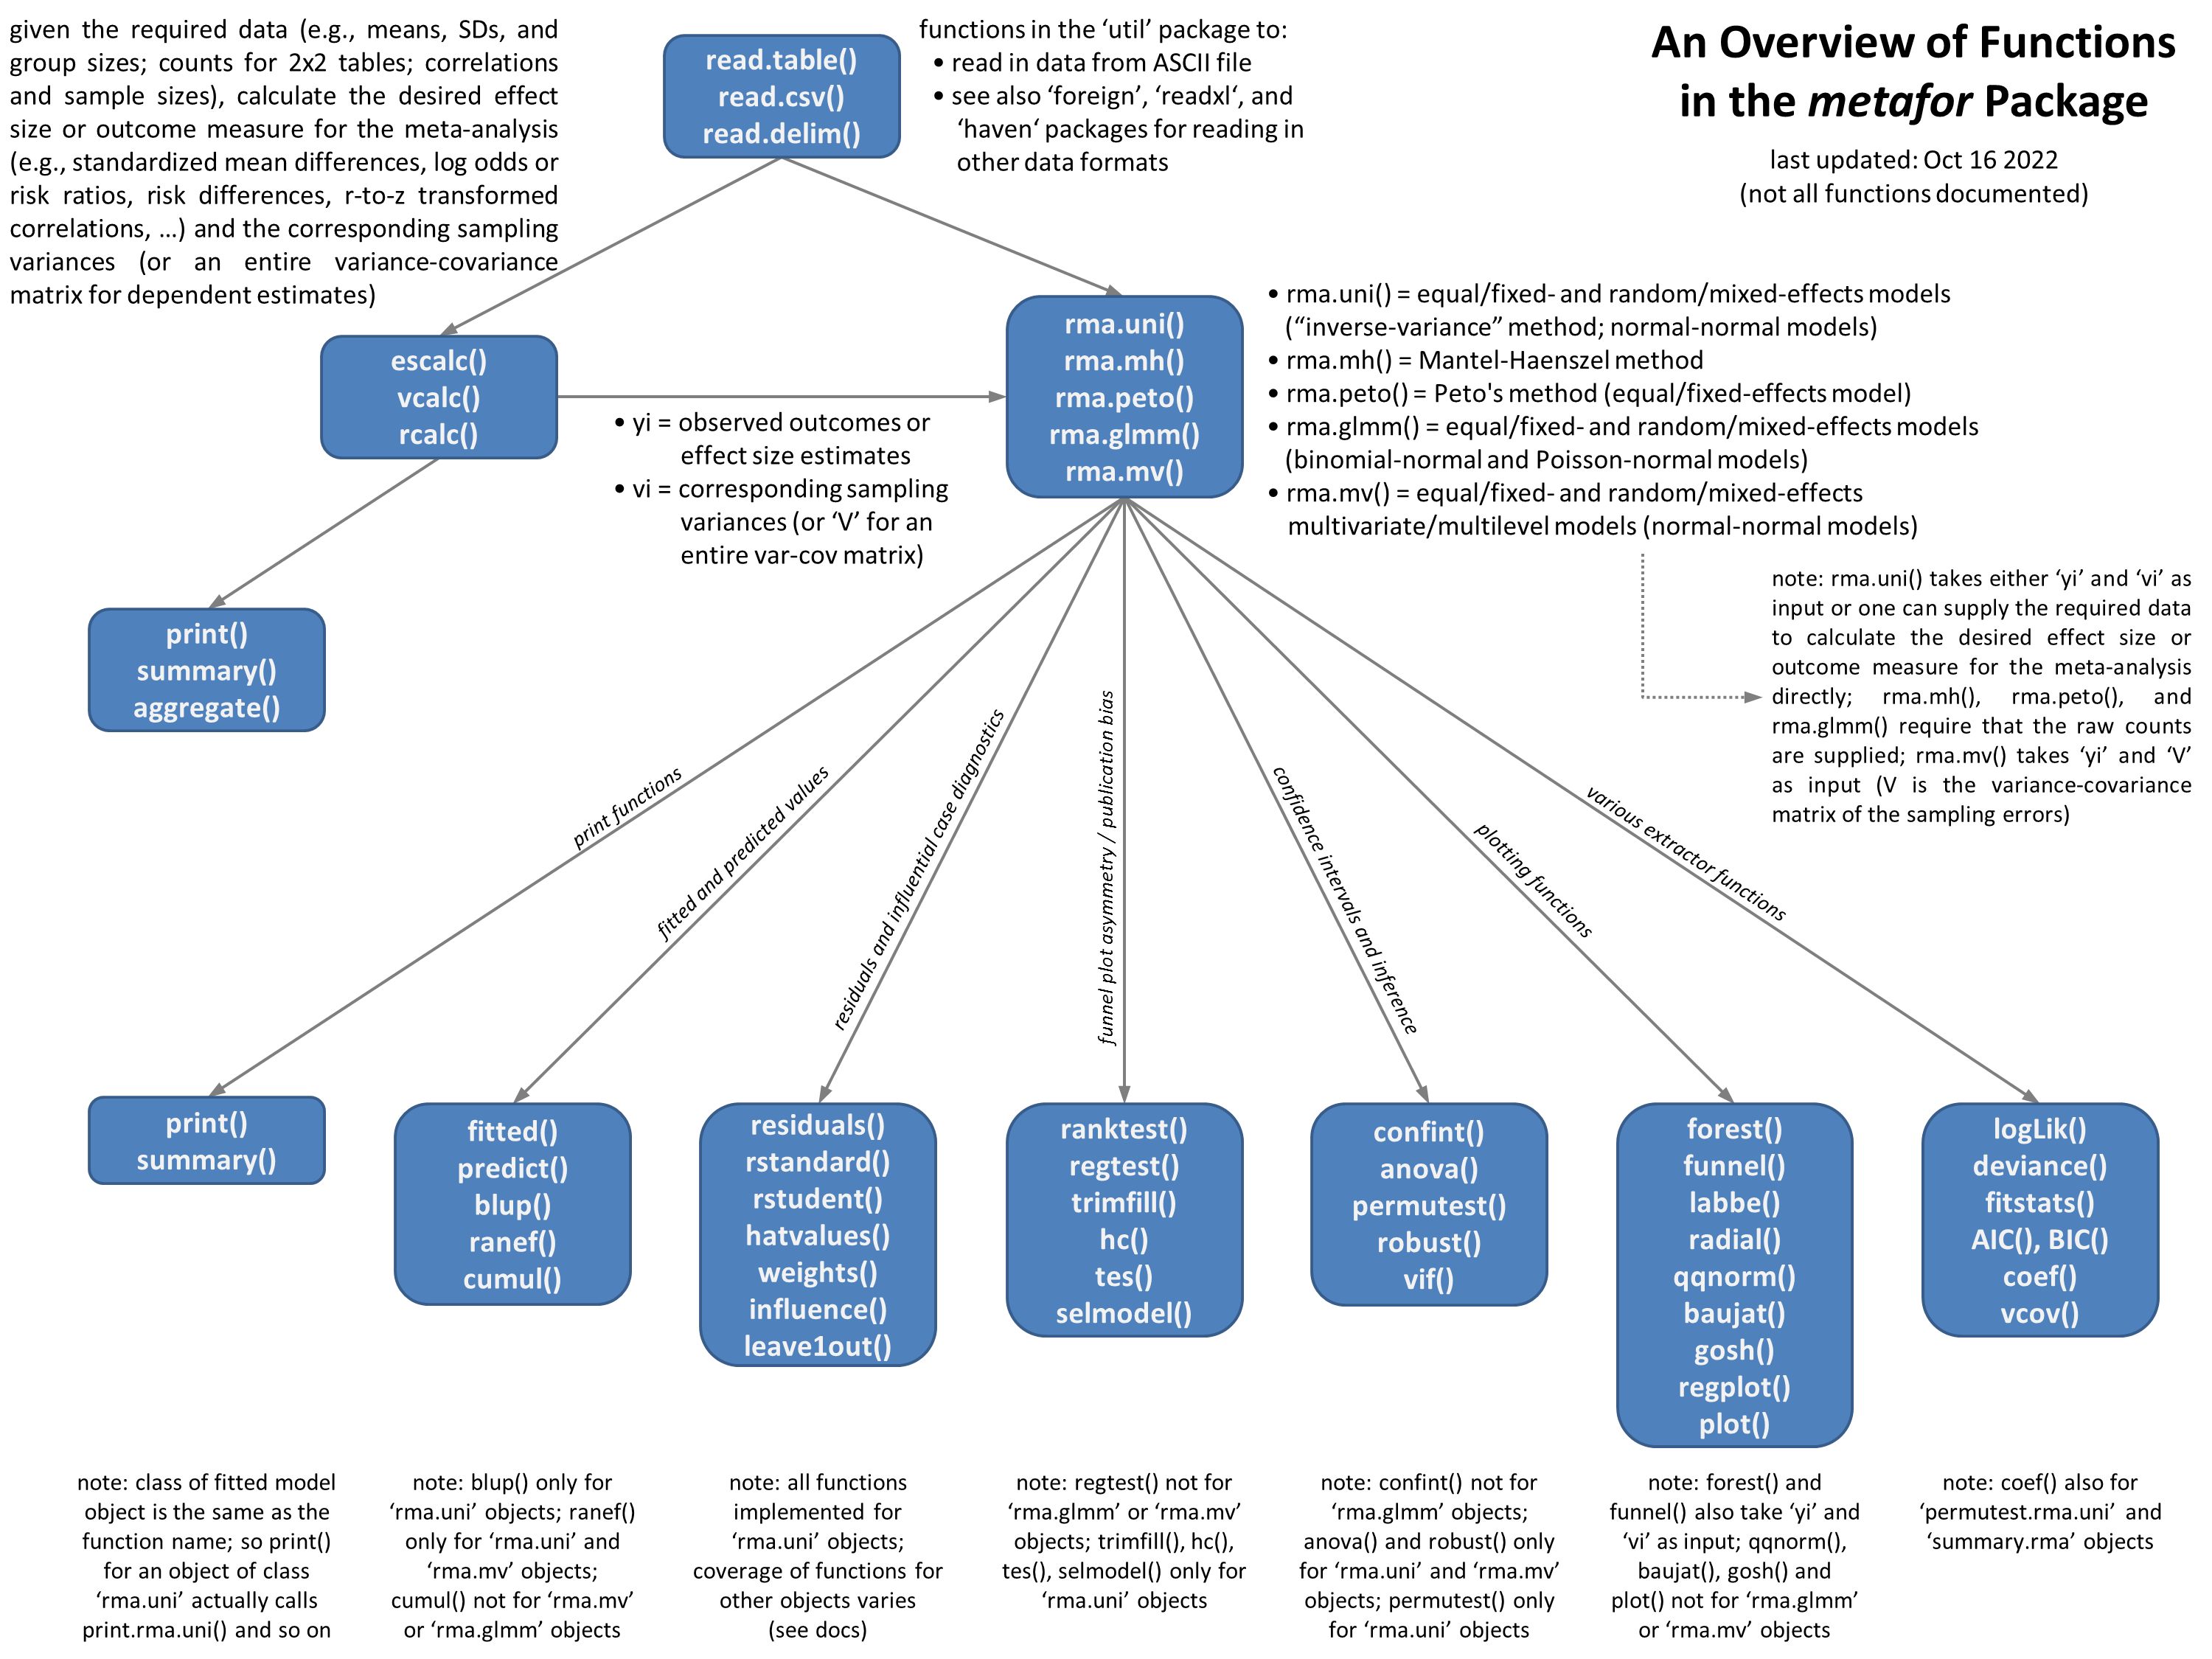 given the required data (e.g., means, SDs, and
group sizes; counts for 2x2 tables; correlations
and sample sizes), calculate the desired effect
size or outcome measure for the meta-analysis
(e.g., standardized mean differences, log odds or
risk ratios, risk differences, r-to-z transformed
correlations, …) and the corresponding sampling
variances (or an entire variance-covariance
matrix for dependent estimates)
read.table()
read.csv()
read.delim()
functions in the ‘util’ package to:
• read in data from ASCII file
• see also ‘foreign’, ‘readxl‘, and
‘haven‘ packages for reading in
other data formats
An Overview of Functions
in the metafor Package
last updated: Oct 16 2022
(not all functions documented)
escalc()
vcalc()
rcalc()
• yi = observed outcomes or
effect size estimates
• vi = corresponding sampling
variances (or ‘V’ for an
entire var-cov matrix)
rma.uni()
rma.mh()
rma.peto()
rma.glmm()
rma.mv()
• rma.uni() = equal/fixed- and random/mixed-effects models
(“inverse-variance” method; normal-normal models)
• rma.mh() = Mantel-Haenszel method
• rma.peto() = Peto's method (equal/fixed-effects model)
• rma.glmm() = equal/fixed- and random/mixed-effects models
(binomial-normal and Poisson-normal models)
• rma.mv() = equal/fixed- and random/mixed-effects
multivariate/multilevel models (normal-normal models)
note: rma.uni() takes either ‘yi’ and ‘vi’ as
input or one can supply the required data
to calculate the desired effect size or
outcome measure for the meta-analysis
directly; rma.mh(), rma.peto(), and
rma.glmm() require that the raw counts
are supplied; rma.mv() takes ‘yi’ and ‘V’
as input (V is the variance-covariance
matrix of the sampling errors)
print()
summary()
aggregate()
print functions
fitted and predicted values
residuals and influential case diagnostics
funnel plot asymmetry / publication bias
confidence intervals and inference
plotting functions
various extractor functions
print()
summary()
fitted()
predict()
blup()
ranef()
cumul()
residuals()
rstandard()
rstudent()
hatvalues()
weights()
influence()
leave1out()
ranktest()
regtest()
trimfill()
hc()
tes()
selmodel()
confint()
anova()
permutest()
robust()
vif()
forest()
funnel()
labbe()
radial()
qqnorm()
baujat()
gosh()
regplot()
plot()
logLik()
deviance()
fitstats()
AIC(), BIC()
coef()
vcov()
note: class of fitted model
object is the same as the
function name; so print()
for an object of class
‘rma.uni’ actually calls
print.rma.uni() and so on
note: blup() only for
‘rma.uni’ objects; ranef()
only for ‘rma.uni’ and
‘rma.mv’ objects;
cumul() not for ‘rma.mv’
or ‘rma.glmm’ objects
note: all functions
implemented for
‘rma.uni’ objects;
coverage of functions for
other objects varies
(see docs)
note: regtest() not for
‘rma.glmm’ or ‘rma.mv’
objects; trimfill(), hc(),
tes(), selmodel() only for
‘rma.uni’ objects
note: confint() not for
‘rma.glmm’ objects;
anova() and robust() only
for ‘rma.uni’ and ‘rma.mv’
objects; permutest() only
for ‘rma.uni’ objects
note: forest() and
funnel() also take ‘yi’ and
‘vi’ as input; qqnorm(),
baujat(), gosh() and
plot() not for ‘rma.glmm’
or ‘rma.mv’ objects
note: coef() also for
‘permutest.rma.uni’ and
‘summary.rma’ objects